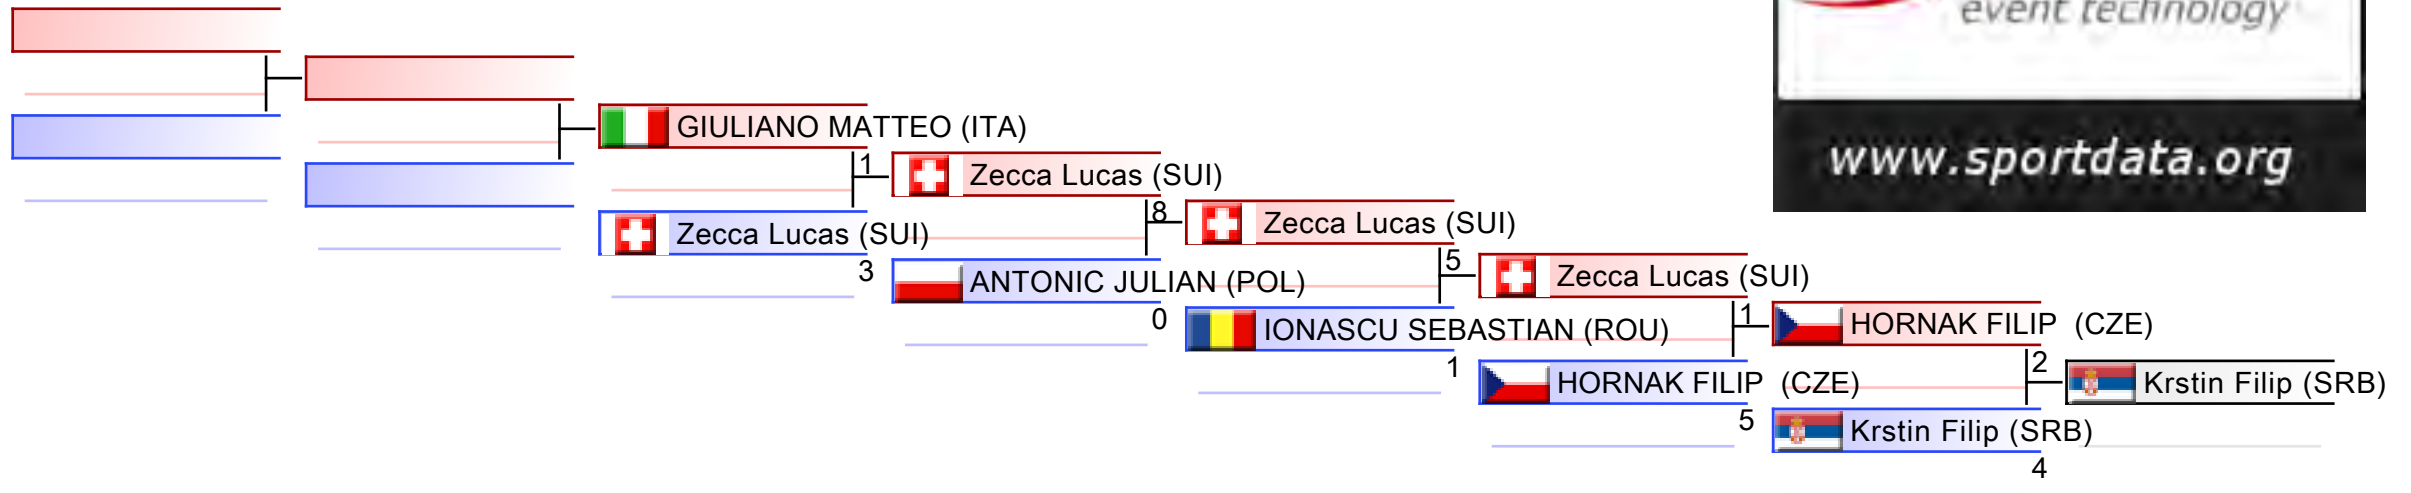 event technology
www.sportdata.org
GIULIANO MATTEO (ITA)
1
Zecca Lucas (SUI)
3
Zecca Lucas (SUI)
8
ANTONIC JULIAN (POL)
0
Zecca Lucas (SUI)
5
IONASCU SEBASTIAN (ROU)
1
Zecca Lucas (SUI)
1
HORNAK FILIP (CZE)
5
HORNAK FILIP (CZE)
2
Krstin Filip (SRB)
4
Krstin Filip (SRB)